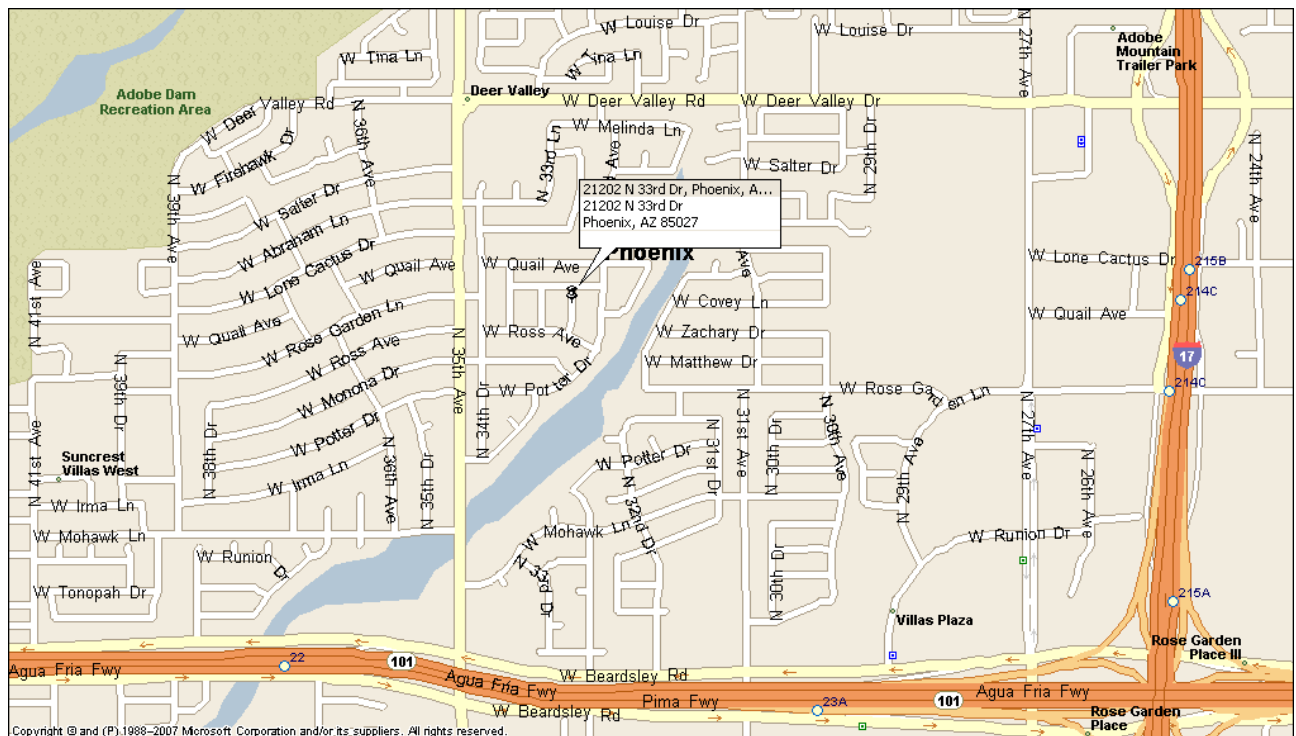 W Louise Dr
W Louise Dr
N 27th Ave
Adobe
Mountain
Trailer Park
W Tina Ln
W Tina Ln
Adobe Dam
Recreation Area
Deer Valley
W Deer Valley Rd
W Deer Valley Rd
W Deer Valley Dr
N 36th Ave
W Melinda Ln
N 33rd Ln
Ave
N 29th Dr
N 24th Ave
W Firehawk Dr
W Salter Dr
W Salter Dr
N 39th Ave
21202 N 33rd Dr, Phoenix, A...
21202 N 33rd Dr
Phoenix, AZ 85027
W Abraham Ln
W Lone Cactus Dr
Phoenix
Ave
W Lone Cactus Dr
215B
N 41st Ave
W Quail Ave
W Quail Ave
214C
W Covey Ln
W Quail Ave
W Quail Ave
W Rose Garden Ln
W Ross Ave
W Ross Ave
W Zachary Dr
N 35th Ave
W Matthew Dr
17
W Monona Dr
W Potter Dr
N 34th Dr
W Rose Garden Ln
214C
N 39th Dr
N 41st Ave
W Potter Dr
N 38th Dr
N 36th Ave
N 35th Dr
N 31st Dr
N 31st Ave
N 30th Dr
N 30th Ave
N 29th Ave
N 27th Ave
N 26th Ave
Suncrest
Villas West
W Irma Ln
W Potter Dr
N 32nd Dr
W Irma Ln
W Mohawk Ln
W Mohawk Ln
W Runion Dr
W Runion Dr
N 33rd Dr
N 30th Dr
W Tonopah Dr
215A
Villas Plaza
Rose Garden
Place III
22
101
Agua Fria Fwy
Agua Fria Fwy
W Beardsley Rd
Pima Fwy
101
Agua Fria Fwy
W Beardsley Rd
23A
Rose Garden
Place
Copyright © and (P) 1988–2007 Microsoft Corporation and/or its suppliers. All rights reserved.